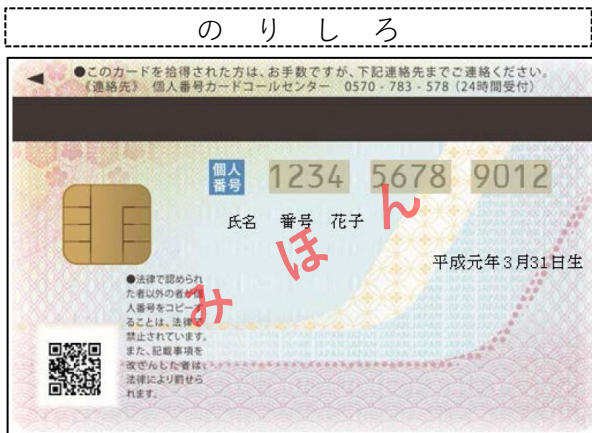 のりしろ
●このカードを拾得された方は、お手数ですが、下記連絡先までご連絡ください。
《連絡先》 個人番号カードコールセンター 0570-783-578（24時間受付）
個人
番号
1234 5678 9012
氏名 番号 花子
平成元年3月31日生
みほん
●法律で認められ
た者以外の者が個
人番号をコピーす
ることは、法律で
禁止されています。
また、記載事項を
改ざんした者は、
法律により罰せら
れます。